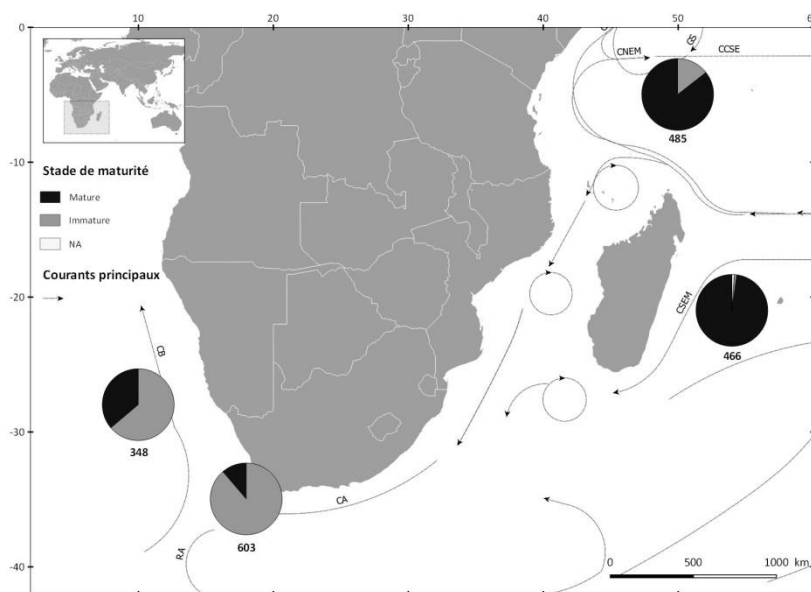 10 20 30 40 50 60
0
GS
CNEM CCSE
485
-10
Stade de maturité
Mature
Immature
NA
Courants principaux
-20
CSEM
466
CB
348
-30
CA
603
RA
-40
0 500 1000 km